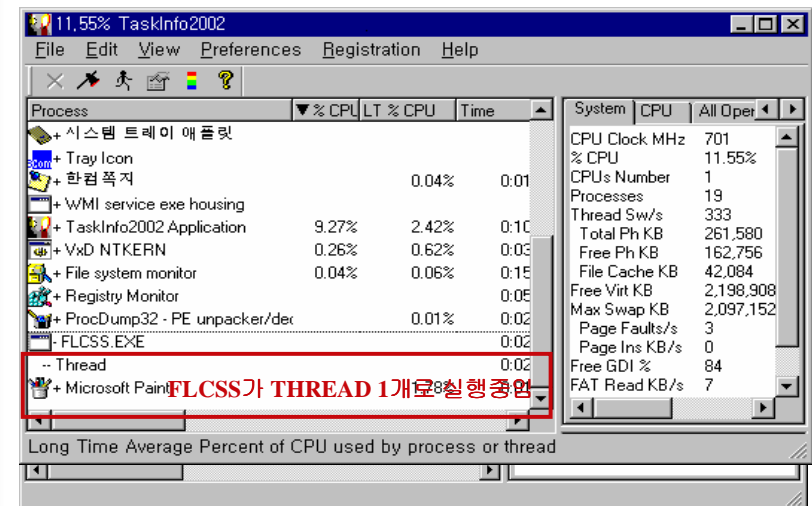 11,55% TaskInfo2002
File Edit View Preferences Registration Help
Process % CPU LT % CPU Time
+ 시스템 트레이 애플릿
+ Tray Icon
+ 한컴쪽지 0.04% 0:01
+ WMI service exe housing
+ TaskInfo2002 Application 9.27% 2.42% 0:10
+ VxD NTKERN 0.26% 0.62% 0:03
+ File system monitor 0.04% 0.06% 0:15
+ Registry Monitor 0:05
+ ProcDump32 - PE unpacker/dec 0.01% 0:02
- FLCSS.EXE 0:02
-- Thread 0:02
+ Microsoft Paint
FLCSS가 THREAD 1개로 실행중임
System CPU All Oper
CPU Clock MHz 701
% CPU 11.55%
CPUs Number 1
Processes 19
Thread Sw/s 333
Total Ph KB 261,580
Free Ph KB 162,756
File Cache KB 42,084
Free Virt KB 2,198,908
Max Swap KB 2,097,152
Page Faults/s 3
Page Ins KB/s 0
Free GDI % 84
FAT Read KB/s 7
Long Time Average Percent of CPU used by process or thread